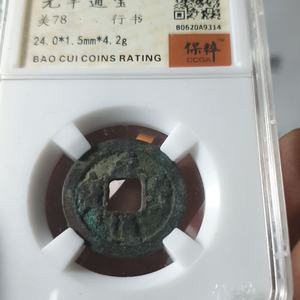 元丰通宝
美78 行书
24.0*1.5mm*4.2g
BAO CUI COINS RATING
B0620A9314
保粹
CCGA